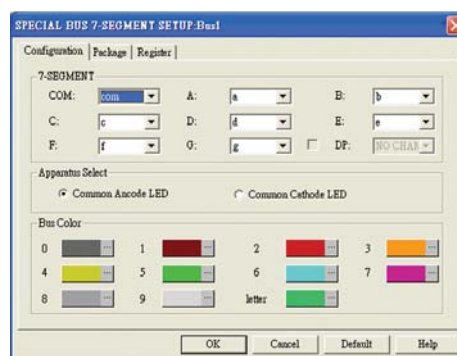 SPECIAL BUS 7-SEGMENT SETUP:Bus1
Configuration Package Register
7-SEGMENT
COM: com A: a B: b
C: c D: d E: e
F: f G: g DP: NO CHAN
Apparatus Select
Common Ancode LED Common Cathode LED
Bus Color
0 ... 1 ... 2 ... 3 ...
4 ... 5 ... 6 ... 7 ...
8 ... 9 ... letter ...
OK Cancel Default Help